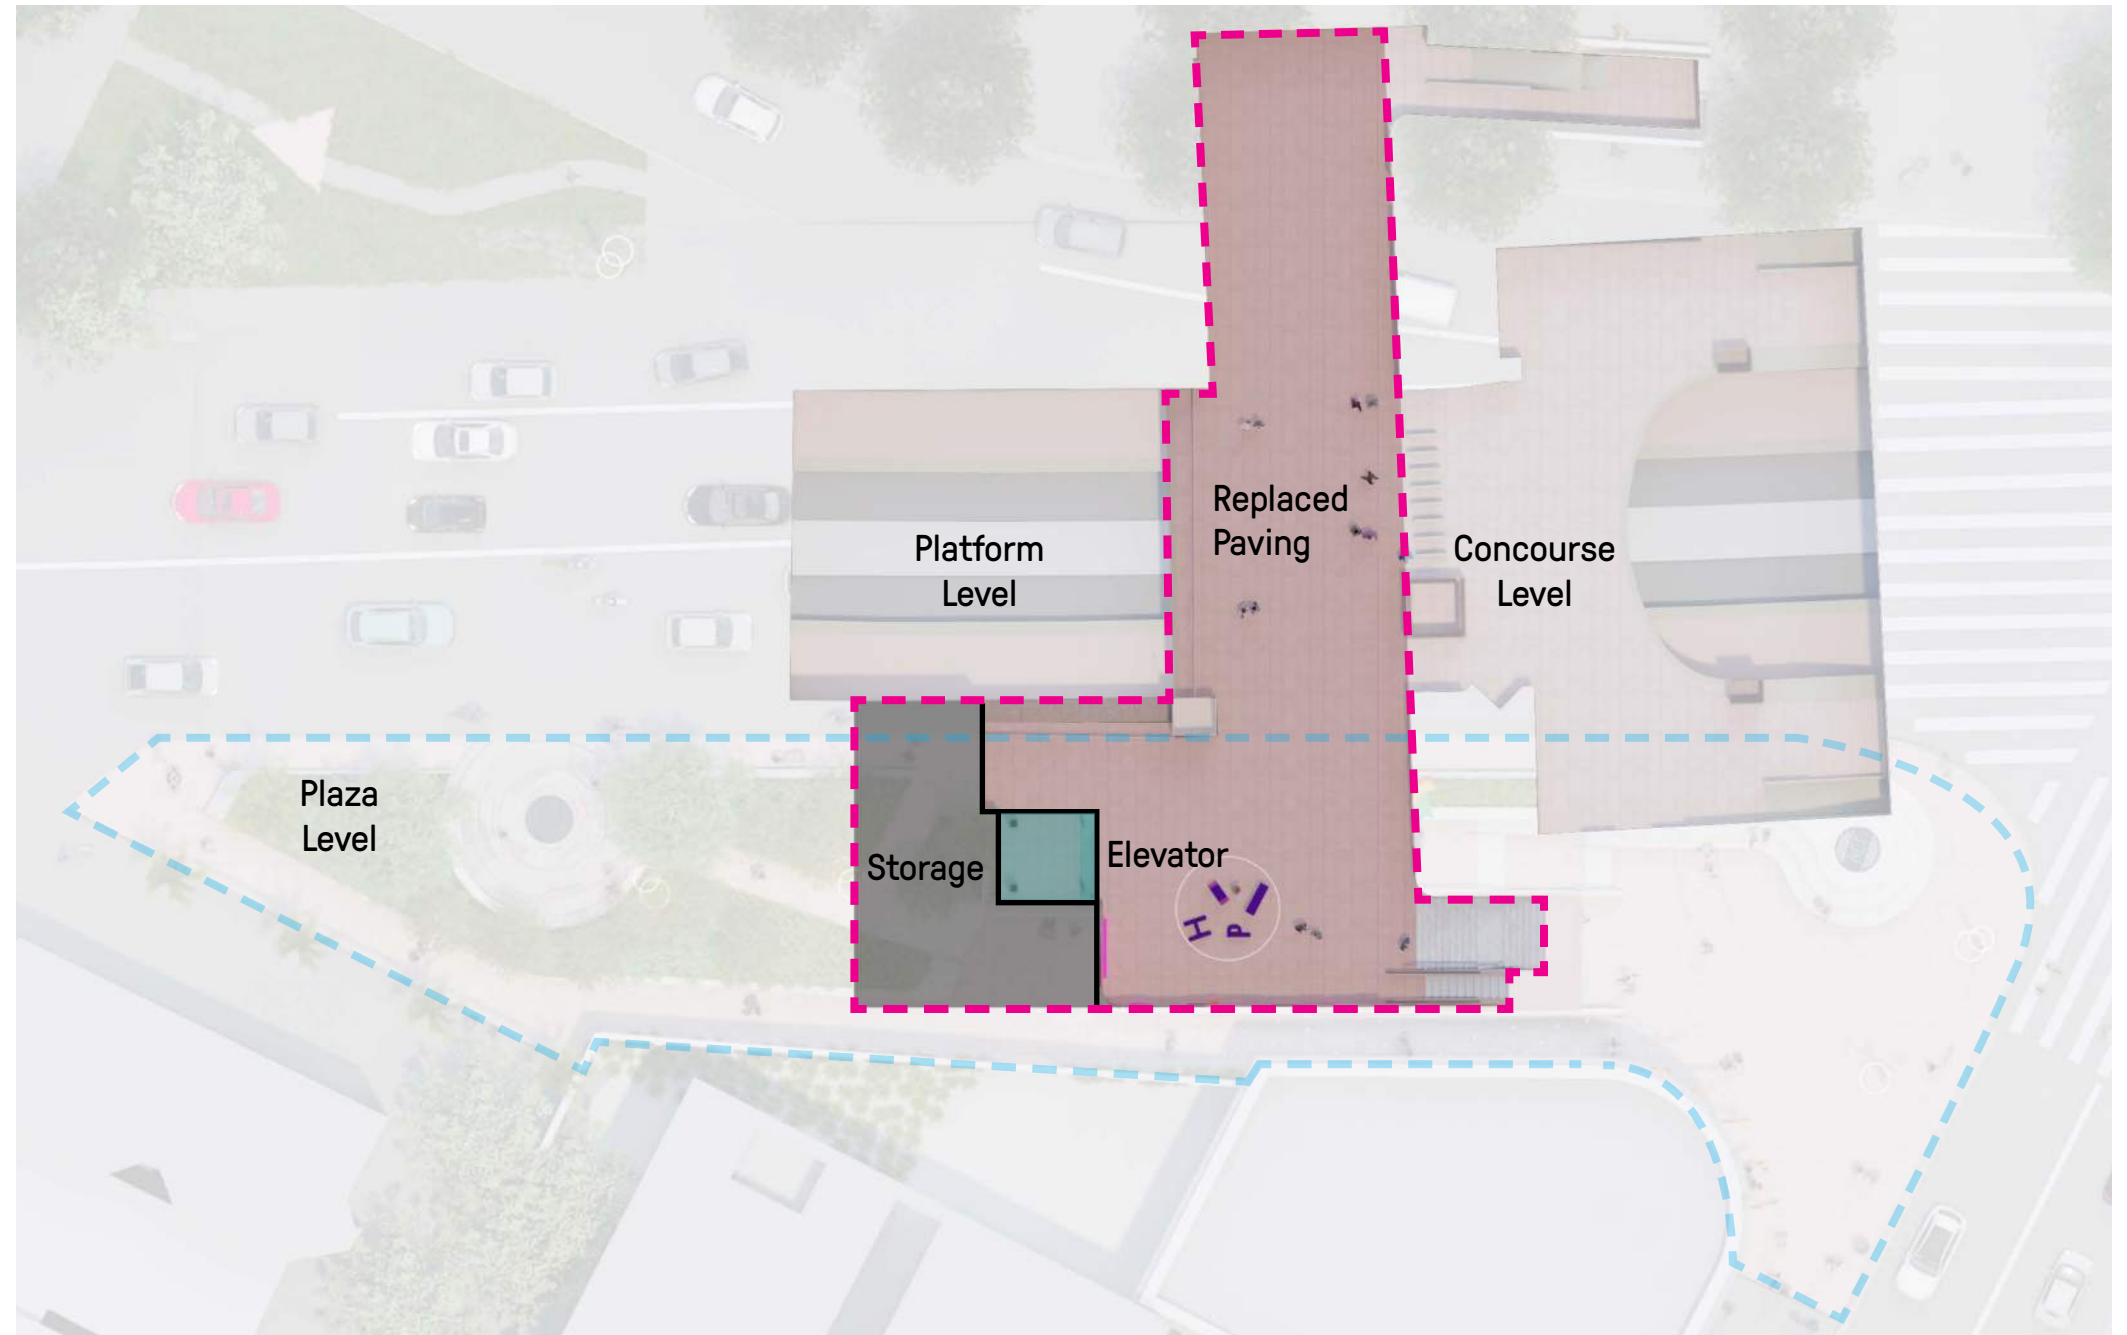 Replaced
Paving
Platform
Level
Concourse
Level
Plaza
Level
Storage
Elevator
H
P